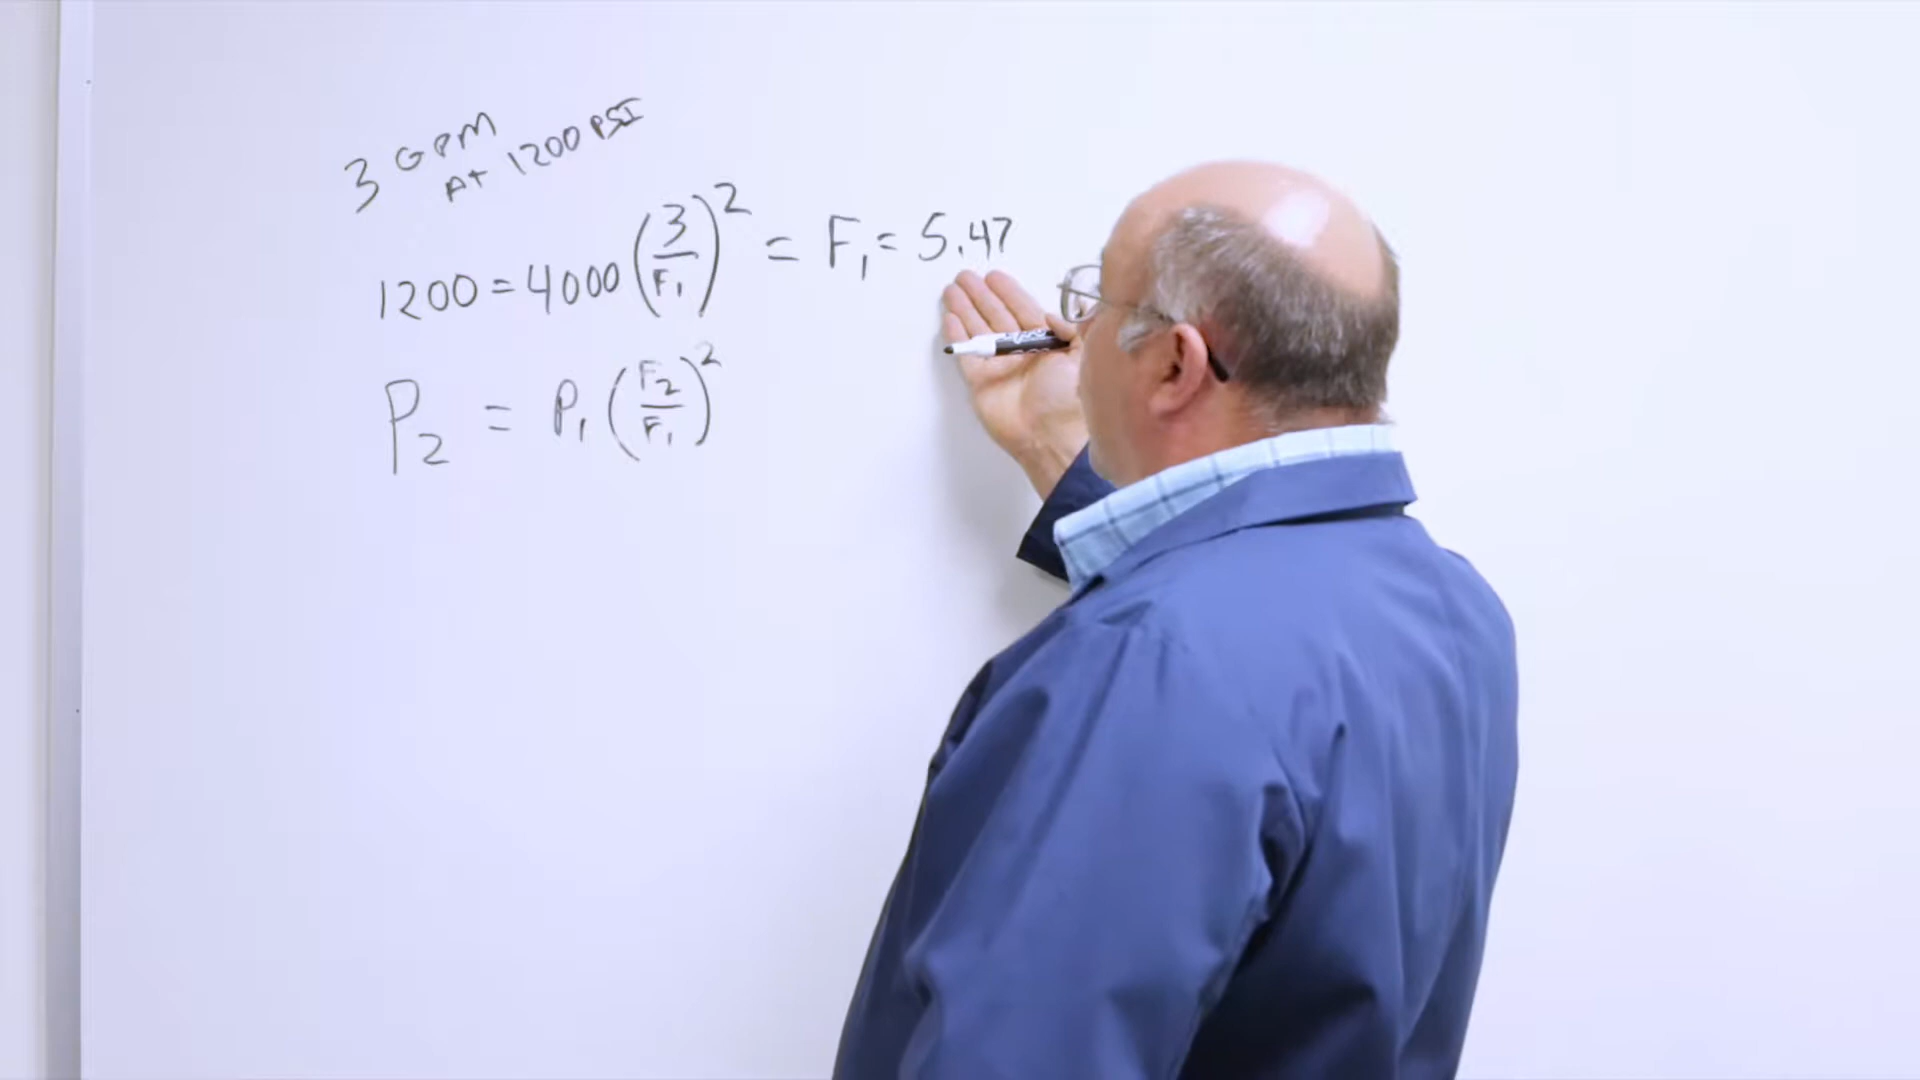 3 GPM
AT 1200 PSI
1200 = 4000 (3/F₁)² = F₁ = 5.47
P₂ = P₁ (F₂/F₁)²